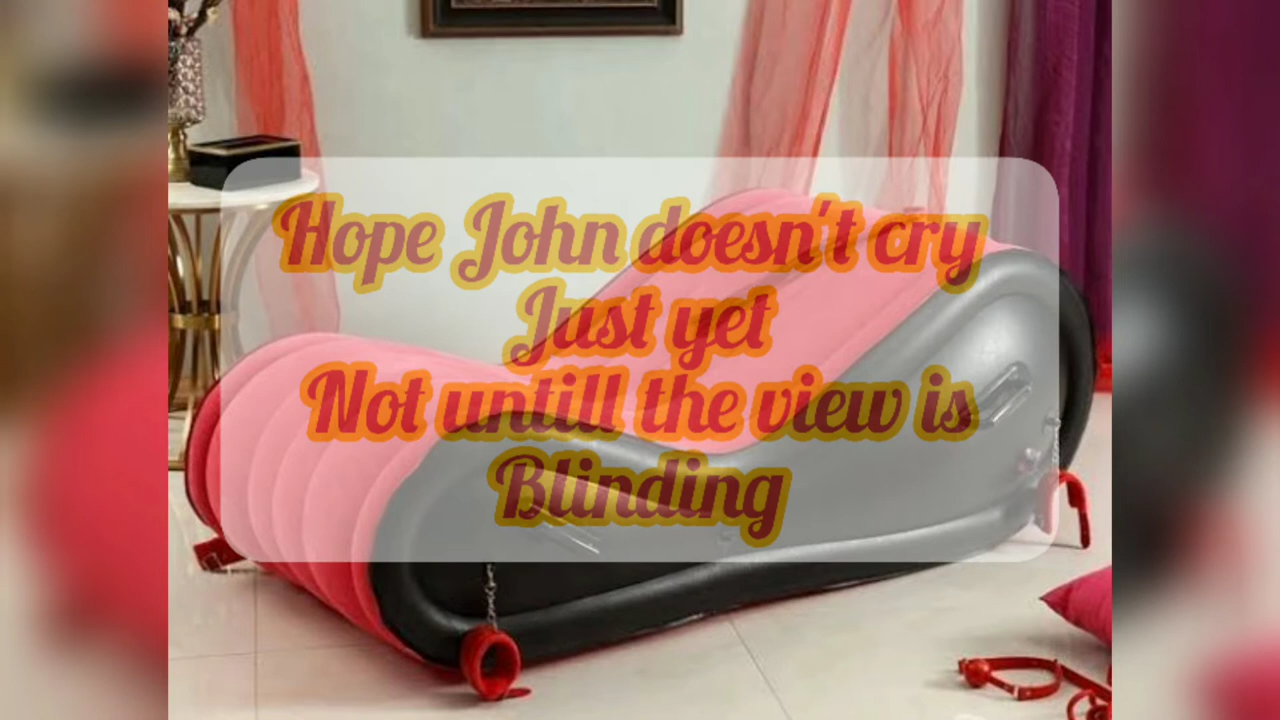 Hope John doesn't cry
Just yet
Not untill the view is
Blinding